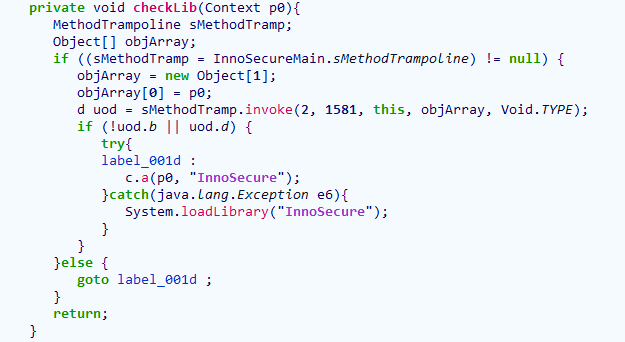 private void checkLib(Context p0){
MethodTrampoline sMethodTramp;
Object[] objArray;
if ((sMethodTramp = InnoSecureMain.sMethodTrampoline) != null) {
objArray = new Object[1];
objArray[0] = p0;
d uod = sMethodTramp.invoke(2, 1581, this, objArray, Void.TYPE);
if (!uod.b || uod.d) {
try{
label_001d :
c.a(p0, "InnoSecure");
}catch(java.lang.Exception e6){
System.loadLibrary("InnoSecure");
}
}
}else {
goto label_001d ;
}
return;
}